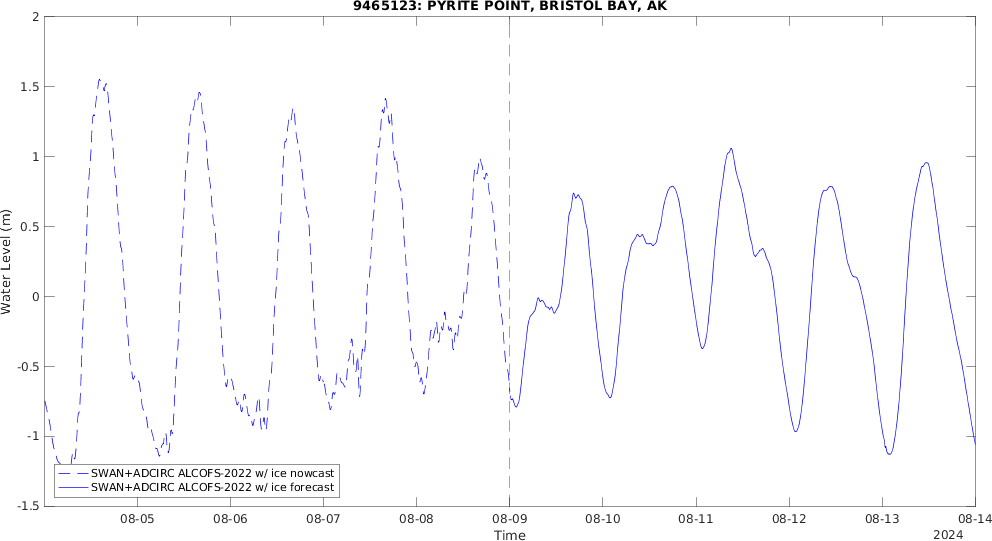 9465123: PYRITE POINT, BRISTOL BAY, AK
2
1.5
1
0.5
0
-0.5
-1
-1.5
Water Level (m)
SWAN+ADCIRC ALCOFS-2022 w/ ice nowcast
SWAN+ADCIRC ALCOFS-2022 w/ ice forecast
08-05 08-06 08-07 08-08 08-09 08-10 08-11 08-12 08-13 08-14
Time
2024